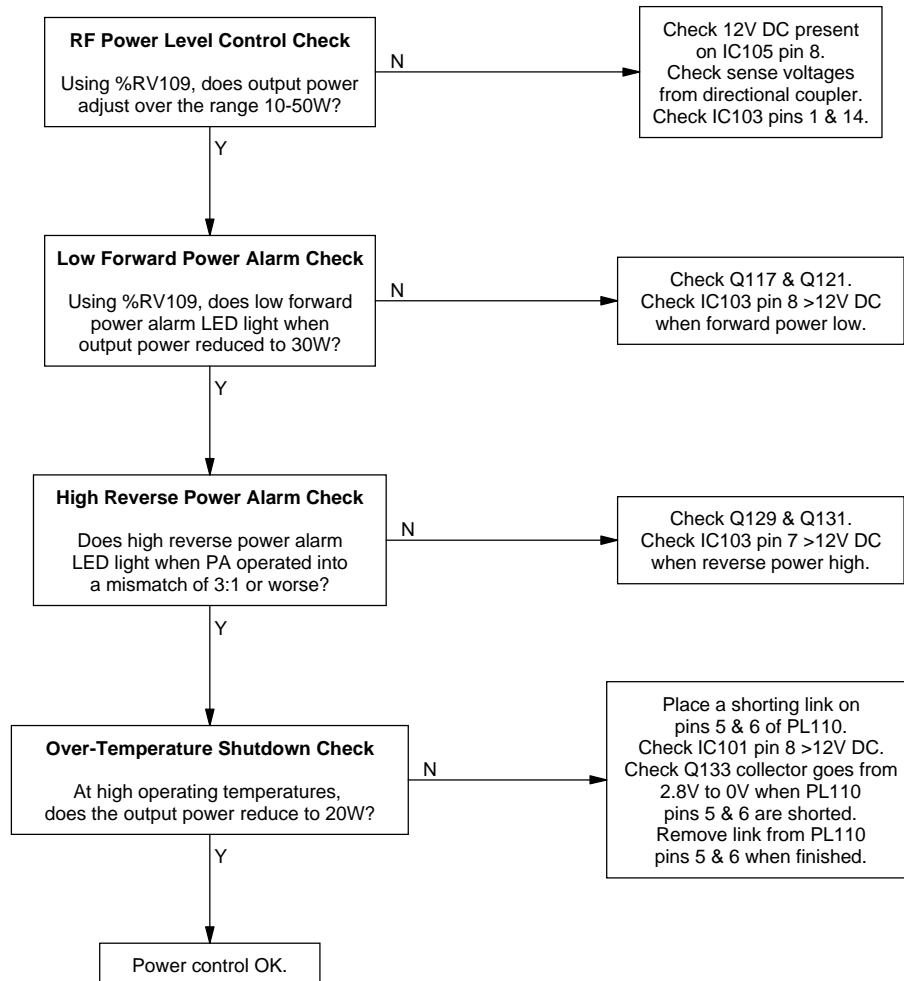 RF Power Level Control Check
Using %RV109, does output power
adjust over the range 10-50W?
N
Check 12V DC present
on IC105 pin 8.
Check sense voltages
from directional coupler.
Check IC103 pins 1 & 14.
Y
Low Forward Power Alarm Check
Using %RV109, does low forward
power alarm LED light when
output power reduced to 30W?
N
Check Q117 & Q121.
Check IC103 pin 8 >12V DC
when forward power low.
Y
High Reverse Power Alarm Check
Does high reverse power alarm
LED light when PA operated into
a mismatch of 3:1 or worse?
N
Check Q129 & Q131.
Check IC103 pin 7 >12V DC
when reverse power high.
Y
Over-Temperature Shutdown Check
At high operating temperatures,
does the output power reduce to 20W?
N
Place a shorting link on
pins 5 & 6 of PL110.
Check IC101 pin 8 >12V DC.
Check Q133 collector goes from
2.8V to 0V when PL110
pins 5 & 6 are shorted.
Remove link from PL110
pins 5 & 6 when finished.
Y
Power control OK.